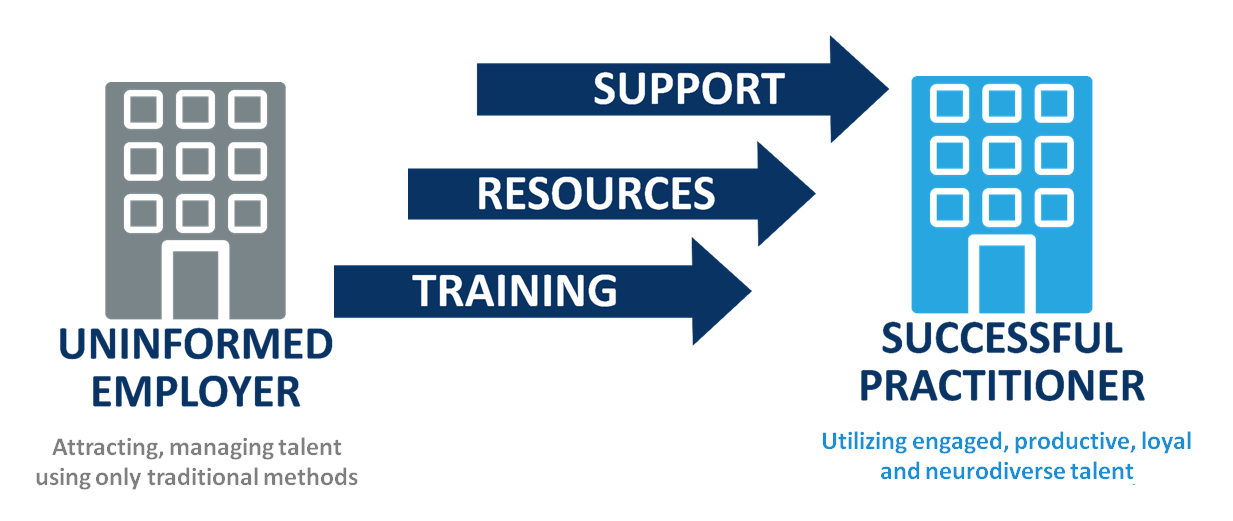 SUPPORT
RESOURCES
TRAINING
UNINFORMED
EMPLOYER
Attracting, managing talent
using only traditional methods
SUCCESSFUL
PRACTITIONER
Utilizing engaged, productive, loyal
and neurodiverse talent